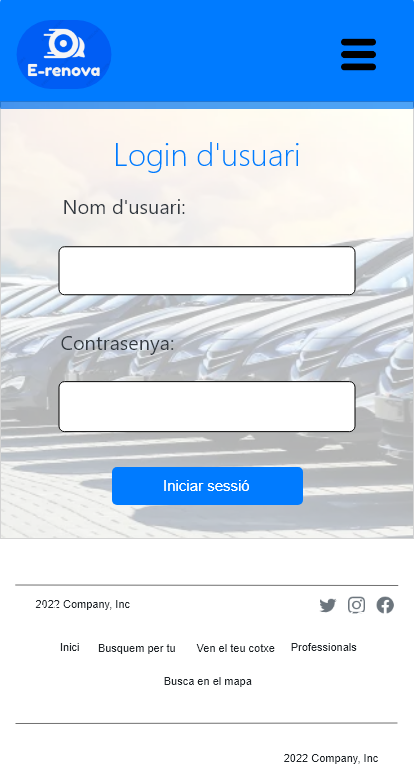 E-renova
Login d'usuari
Nom d'usuari:
Contrasenya:
Iniciar sessió
2022 Company, Inc
Inici Busquem per tu Ven el teu cotxe Professionals
Busca en el mapa
2022 Company, Inc